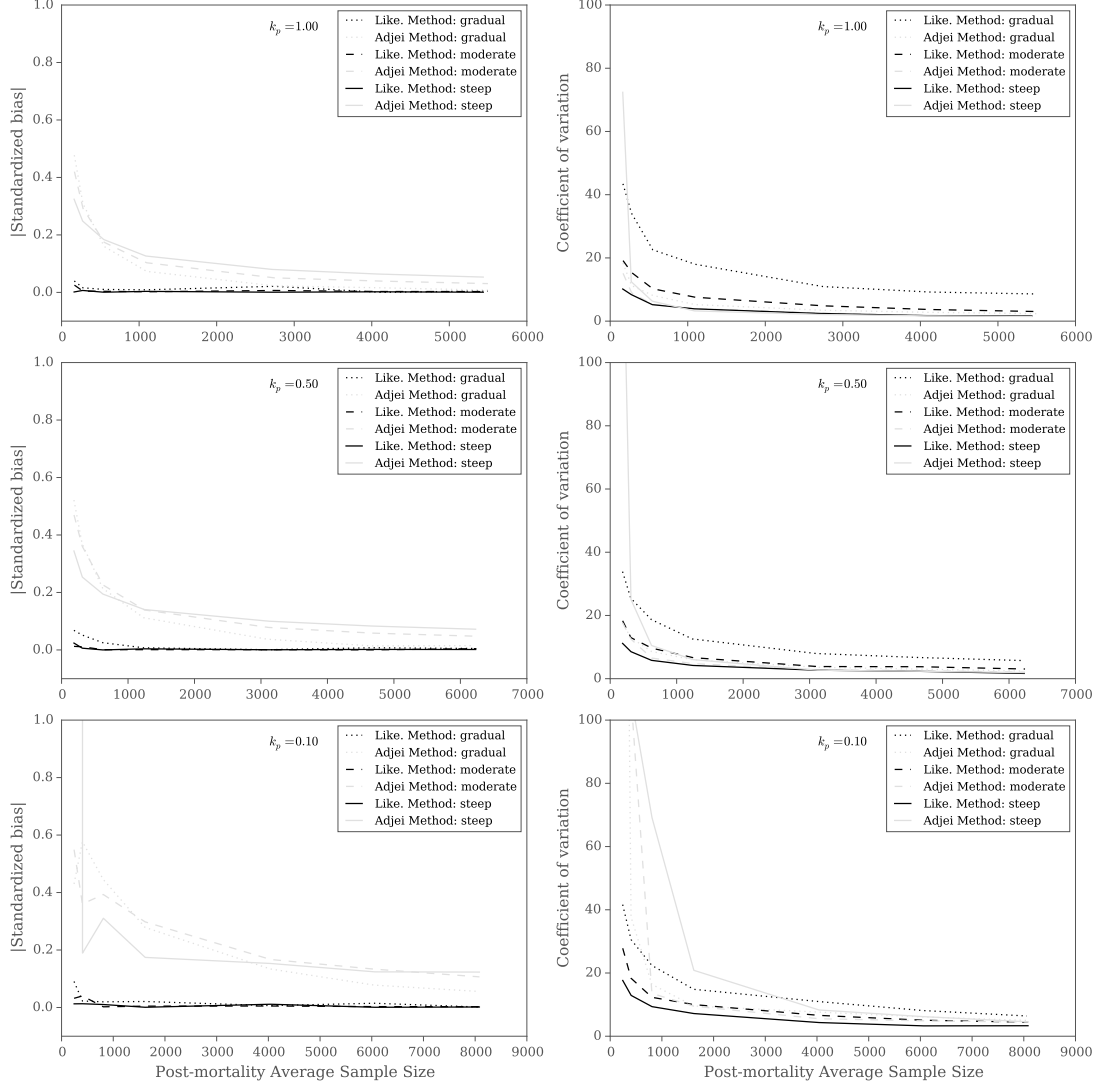 |Standardized bias|
1.0
0.8
0.6
0.4
0.2
0.0
k_p =1.00
Like. Method: gradual
Adjei Method: gradual
Like. Method: moderate
Adjei Method: moderate
Like. Method: steep
Adjei Method: steep
0 1000 2000 3000 4000 5000 6000
Coefficient of variation
100
80
60
40
20
0
k_p =1.00
Like. Method: gradual
Adjei Method: gradual
Like. Method: moderate
Adjei Method: moderate
Like. Method: steep
Adjei Method: steep
0 1000 2000 3000 4000 5000 6000
|Standardized bias|
1.0
0.8
0.6
0.4
0.2
0.0
k_p =0.50
Like. Method: gradual
Adjei Method: gradual
Like. Method: moderate
Adjei Method: moderate
Like. Method: steep
Adjei Method: steep
0 1000 2000 3000 4000 5000 6000 7000
Coefficient of variation
100
80
60
40
20
0
k_p =0.50
Like. Method: gradual
Adjei Method: gradual
Like. Method: moderate
Adjei Method: moderate
Like. Method: steep
Adjei Method: steep
0 1000 2000 3000 4000 5000 6000 7000
|Standardized bias|
1.0
0.8
0.6
0.4
0.2
0.0
k_p =0.10
Like. Method: gradual
Adjei Method: gradual
Like. Method: moderate
Adjei Method: moderate
Like. Method: steep
Adjei Method: steep
0 1000 2000 3000 4000 5000 6000 7000 8000 9000
Post-mortality Average Sample Size
Coefficient of variation
100
80
60
40
20
0
k_p =0.10
Like. Method: gradual
Adjei Method: gradual
Like. Method: moderate
Adjei Method: moderate
Like. Method: steep
Adjei Method: steep
0 1000 2000 3000 4000 5000 6000 7000 8000 9000
Post-mortality Average Sample Size